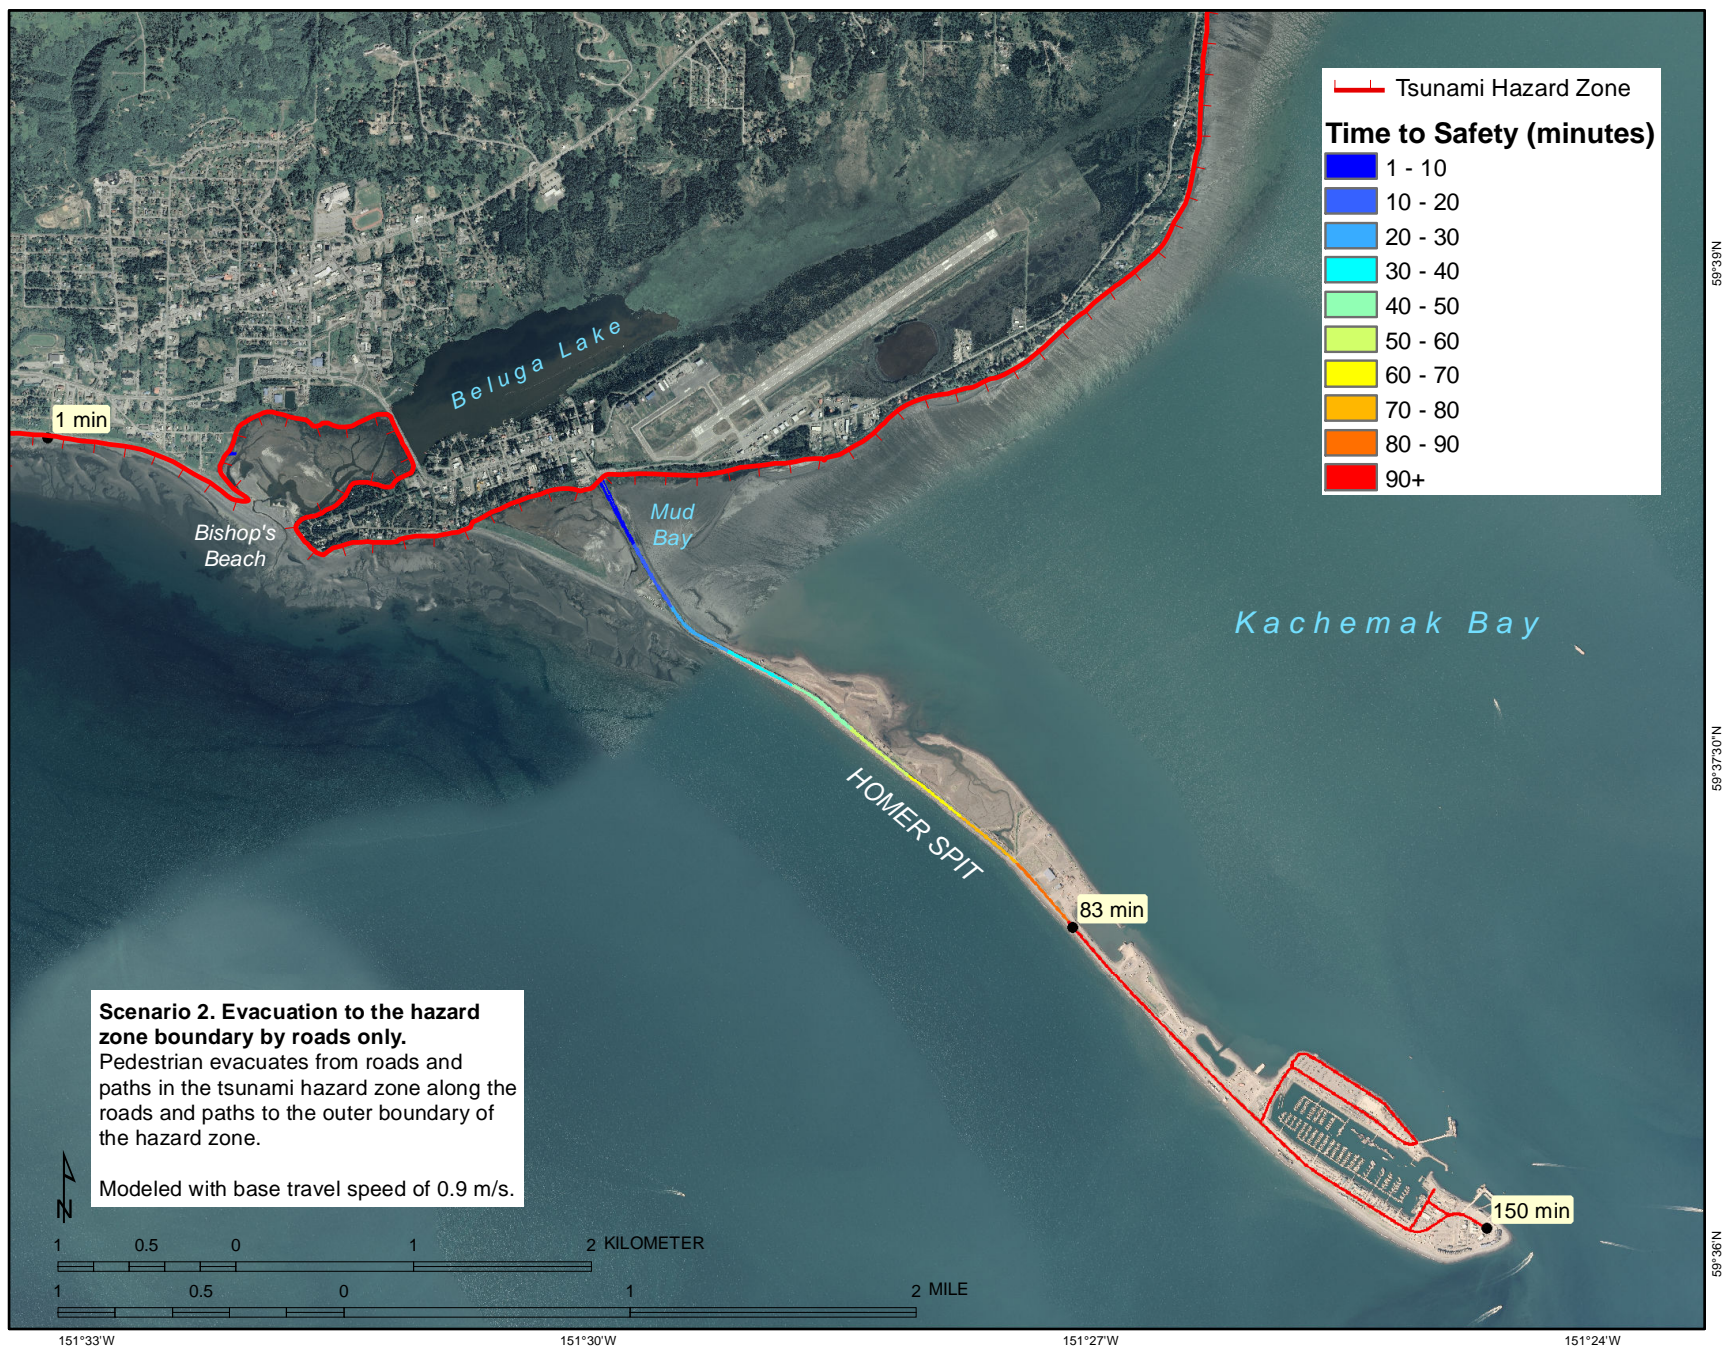 Tsunami Hazard Zone
Time to Safety (minutes)
1 - 10
10 - 20
20 - 30
30 - 40
40 - 50
50 - 60
60 - 70
70 - 80
80 - 90
90+
59°39'N
Beluga Lake
1 min
Mud
Bay
Bishop's
Beach
Kachemak Bay
59°37'30"N
HOMER SPIT
83 min
Scenario 2. Evacuation to the hazard
zone boundary by roads only.
Pedestrian evacuates from roads and
paths in the tsunami hazard zone along the
roads and paths to the outer boundary of
the hazard zone.
Modeled with base travel speed of 0.9 m/s.
N
150 min
59°36'N
1 0.5 0 1 2 KILOMETER
1 0.5 0 1 2 MILE
151°33'W 151°30'W 151°27'W 151°24'W